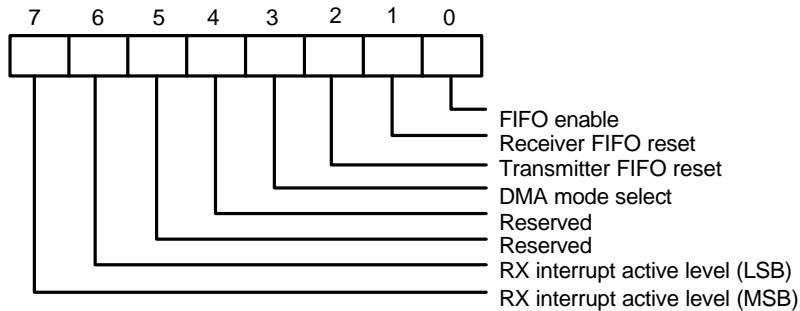 7 6 5 4 3 2 1 0
FIFO enable
Receiver FIFO reset
Transmitter FIFO reset
DMA mode select
Reserved
Reserved
RX interrupt active level (LSB)
RX interrupt active level (MSB)